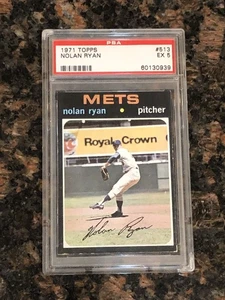 PSA
1971 TOPPS #513
NOLAN RYAN EX 5
60130939
METS
nolan ryan • pitcher
Royal Crown
Nolan Ryan